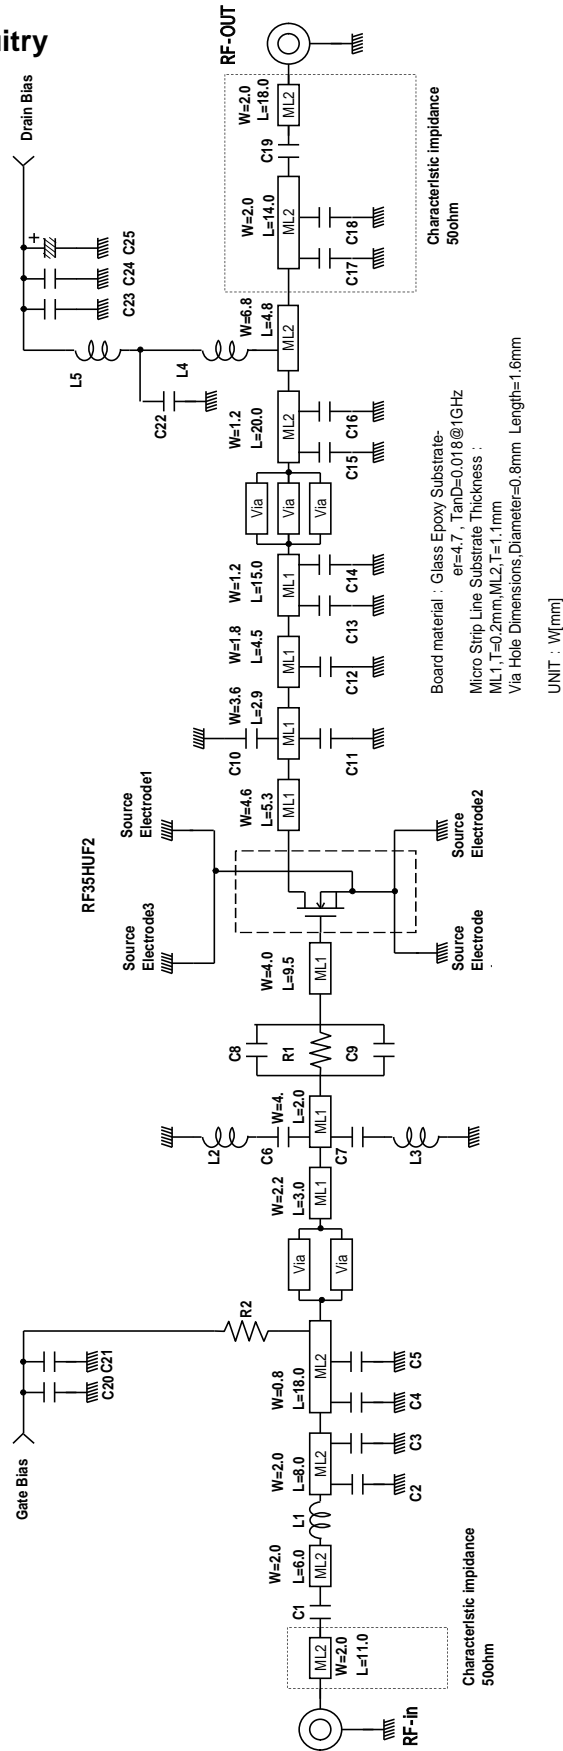 uitry
RF-in
ML2
W=2.0
L=11.0
CharacterIstic impidance
50ohm
C1
W=2.0
L=6.0
ML2
L1
W=2.0
L=8.0
ML2
C2
C3
W=0.8
L=18.0
ML2
C4
C5
R2
Gate Bias
C20
C21
Via
Via
W=2.2
L=3.0
ML1
W=4.
L=2.0
ML1
L2
C6
C7
L3
C8
R1
C9
W=4.0
L=9.5
ML1
RF35HUF2
Source
Electrode3
Source
Electrode1
Source
Electrode
Source
Electrode2
W=4.6
L=5.3
ML1
W=3.6
L=2.9
ML1
C10
C11
W=1.8
L=4.5
ML1
C12
W=1.2
L=15.0
ML1
C13
C14
Via
Via
Via
W=1.2
L=20.0
ML2
C15
C16
C22
L4
L5
W=6.8
L=4.8
ML2
Drain Bias
+
C23
C24
C25
W=2.0
L=14.0
ML2
C17
C18
C19
W=2.0
L=18.0
ML2
RF-OUT
CharacterIstic impidance
50ohm
Board material : Glass Epoxy Substrate-
er=4.7 , TanD=0.018@1GHz
Micro Strip Line Substrate Thickness :
ML1,T=0.2mm,ML2,T=1.1mm
Via Hole Dimensions,Diameter=0.8mm Length=1.6mm
UNIT : W[mm]